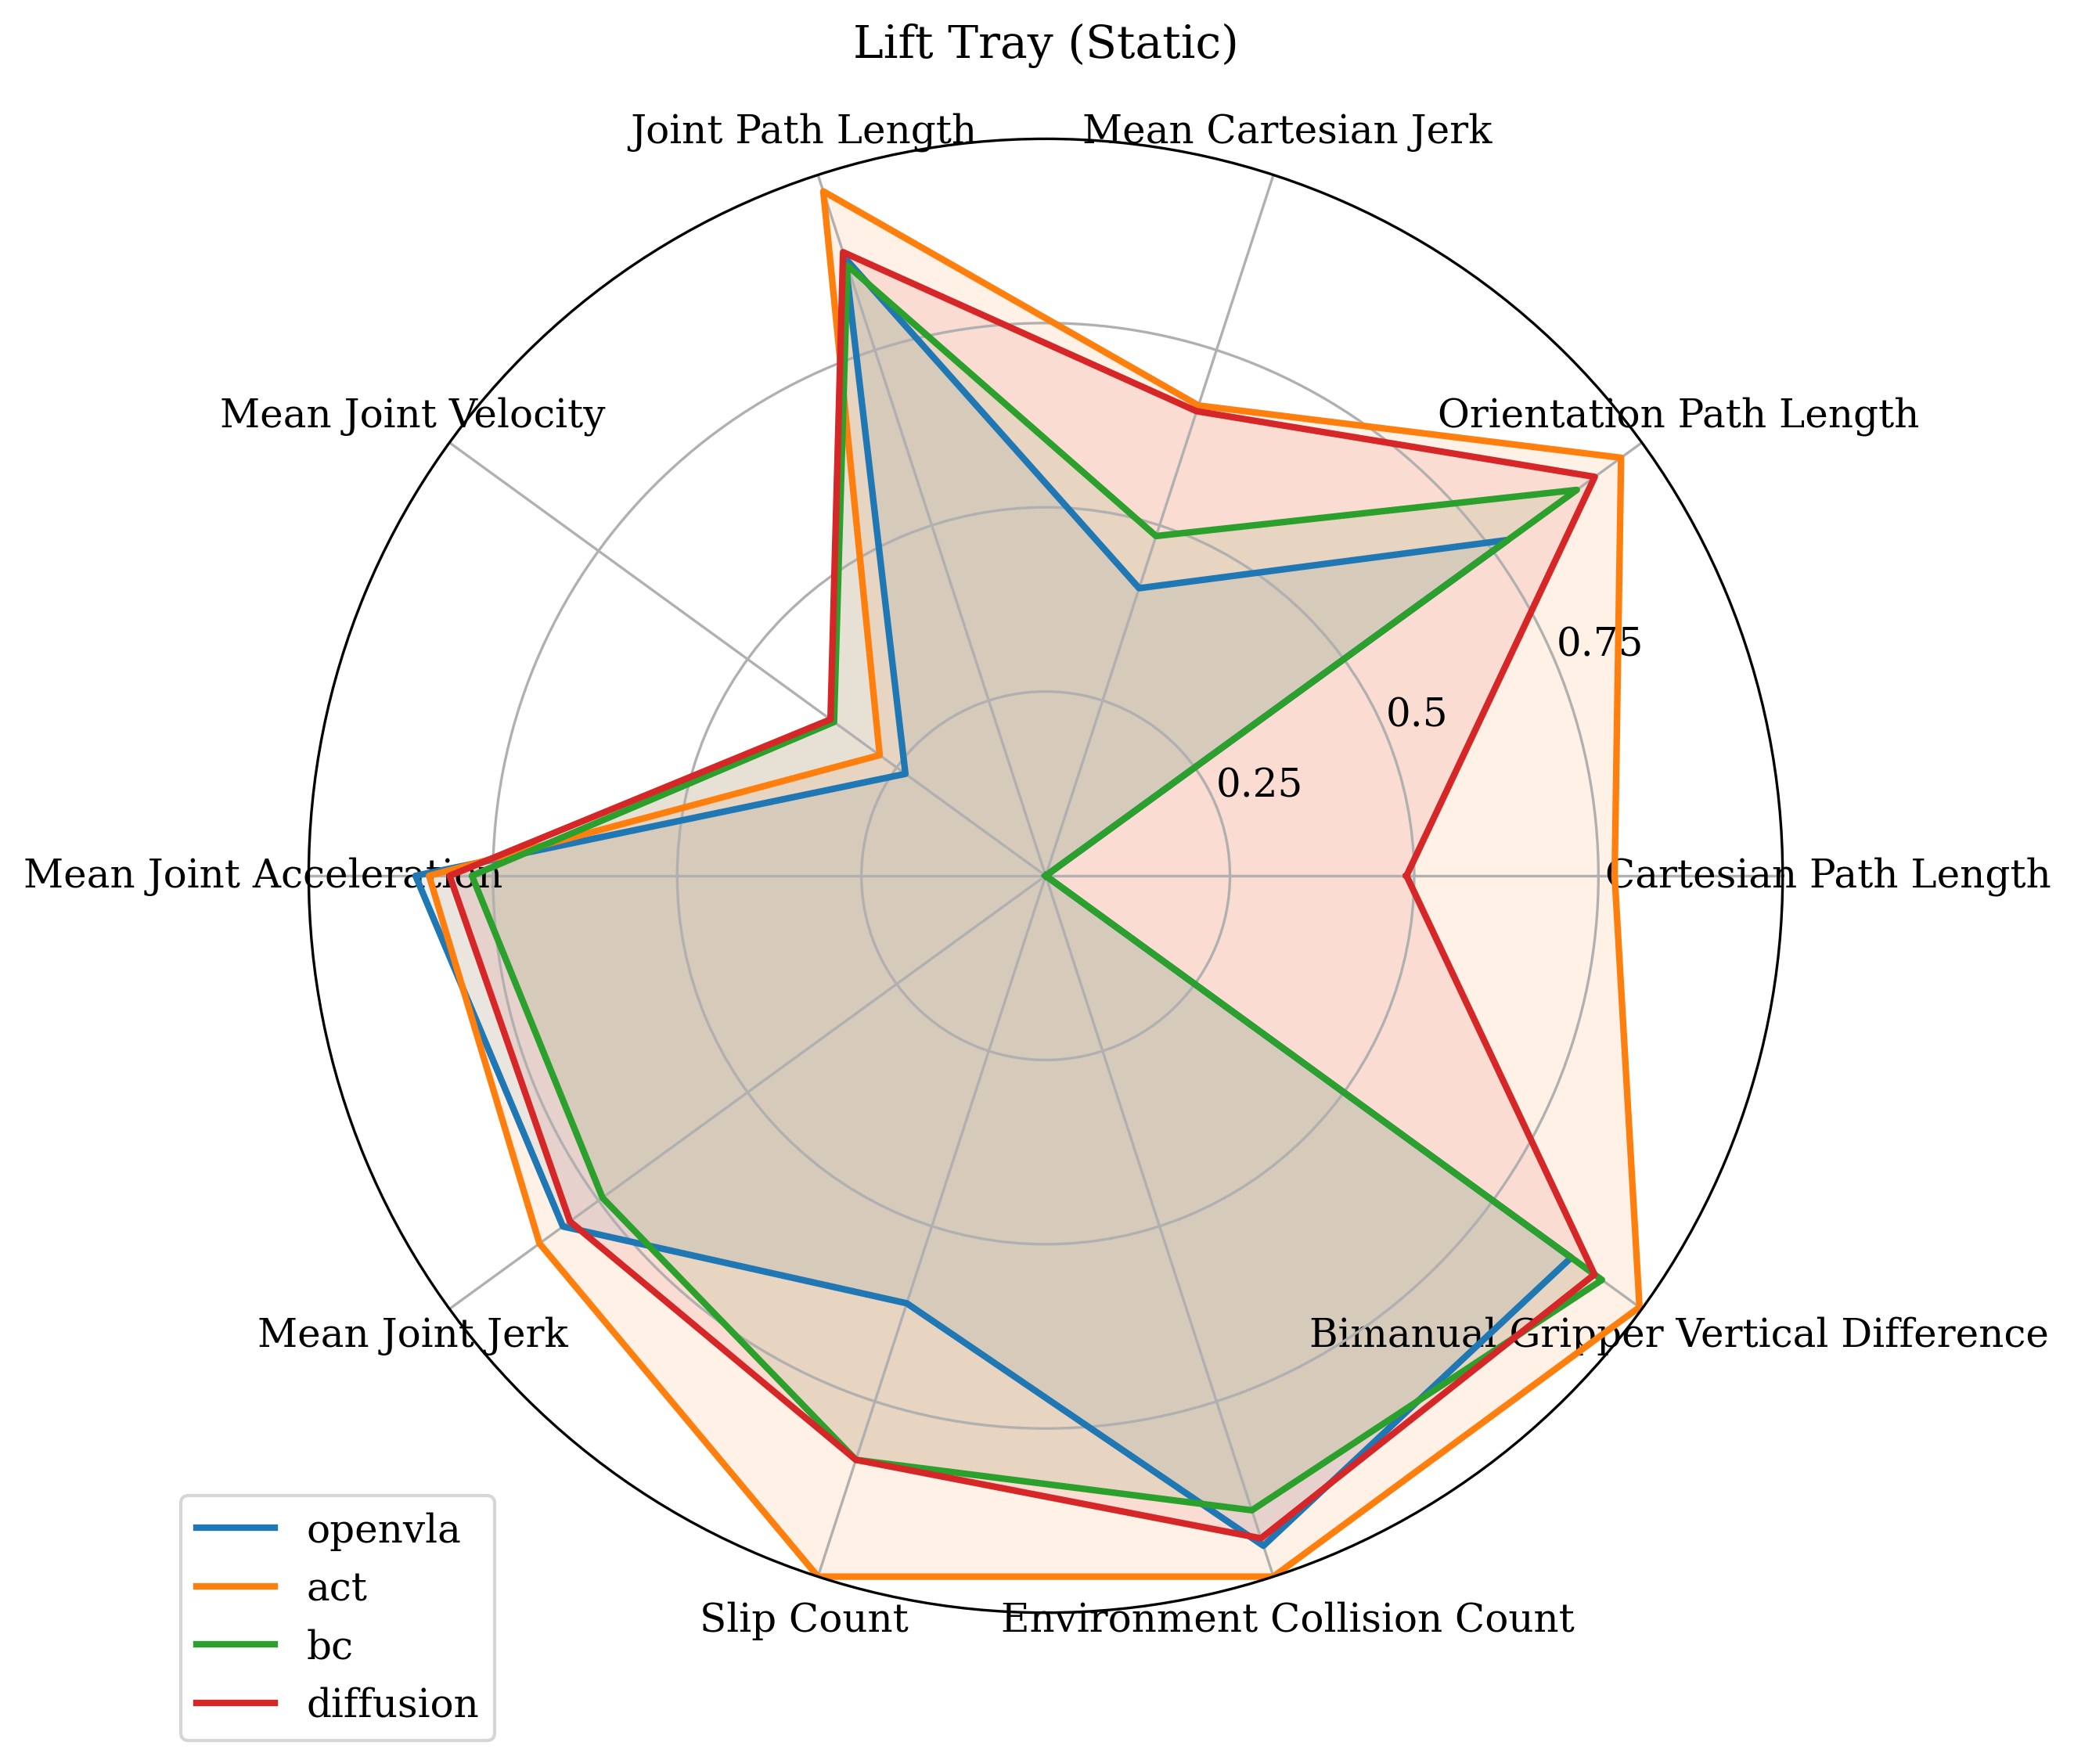 Lift Tray (Static)
Joint Path Length
Mean Cartesian Jerk
Mean Joint Velocity
Orientation Path Length
0.75
0.5
0.25
Mean Joint Acceleration
Cartesian Path Length
Mean Joint Jerk
Bimanual Gripper Vertical Difference
Slip Count
Environment Collision Count
openvla
act
bc
diffusion